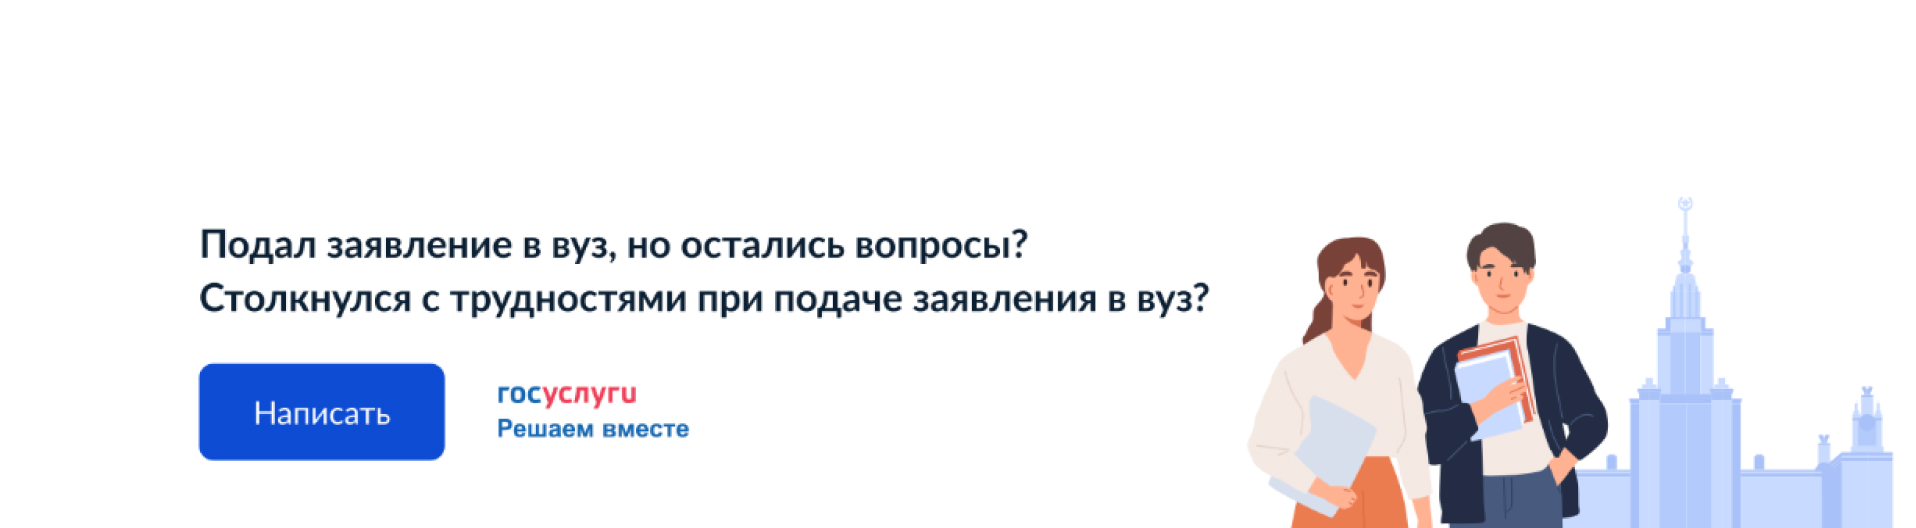 Подал заявление в вуз, но остались вопросы?
Столкнулся с трудностями при подаче заявления в вуз?
Написать
госуслуги
Решаем вместе